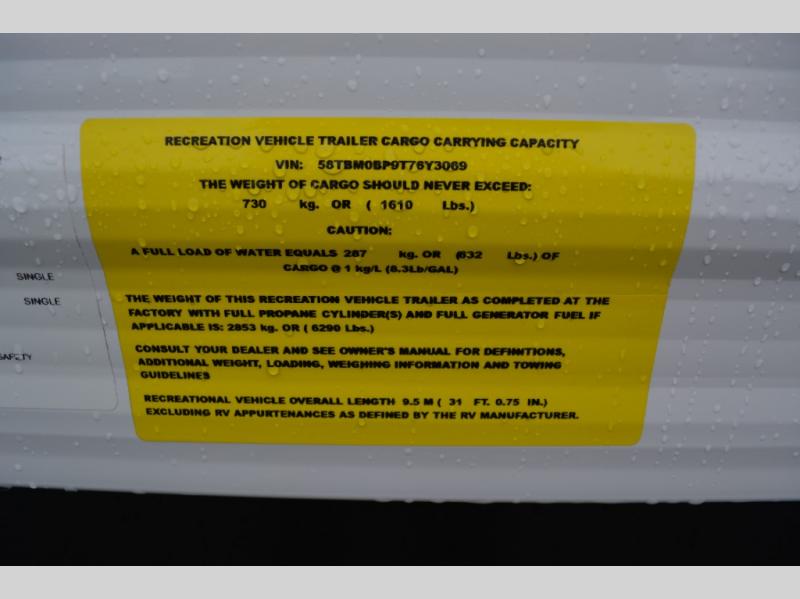 RECREATION VEHICLE TRAILER CARGO CARRYING CAPACITY
VIN: 58TBM0BP9T76Y3069
THE WEIGHT OF CARGO SHOULD NEVER EXCEED:
730 kg. OR ( 1610 Lbs.)
CAUTION:
A FULL LOAD OF WATER EQUALS 287 kg. OR (632 Lbs.) OF
CARGO @ 1 kg/L (8.3Lb/GAL)
THE WEIGHT OF THIS RECREATION VEHICLE TRAILER AS COMPLETED AT THE
FACTORY WITH FULL PROPANE CYLINDER(S) AND FULL GENERATOR FUEL IF
APPLICABLE IS: 2853 kg. OR ( 6290 Lbs.)
CONSULT YOUR DEALER AND SEE OWNER'S MANUAL FOR DEFINITIONS,
ADDITIONAL WEIGHT, LOADING, WEIGHING INFORMATION AND TOWING
GUIDELINES
RECREATIONAL VEHICLE OVERALL LENGTH 9.5 M ( 31 FT. 0.75 IN.)
EXCLUDING RV APPURTENANCES AS DEFINED BY THE RV MANUFACTURER.
SINGLE
SINGLE
SAFETY